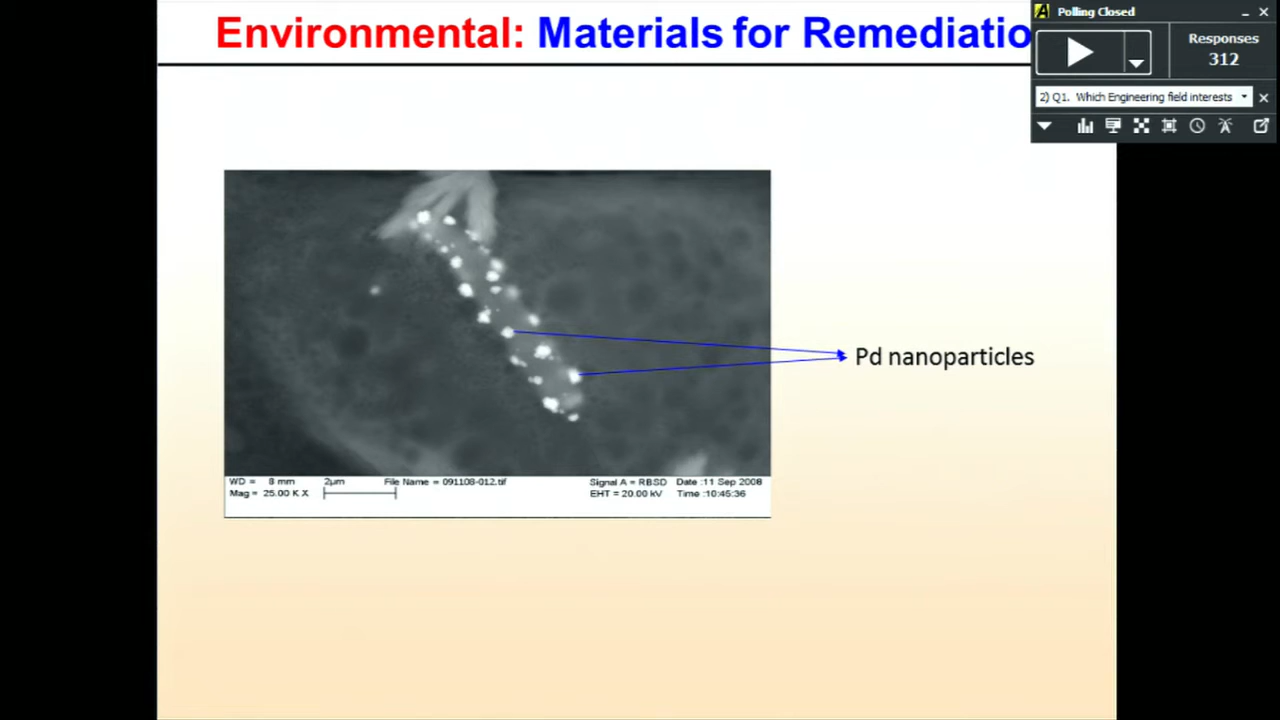 Environmental: Materials for Remediatio
Polling Closed
Responses
312
2) Q1. Which Engineering field interests
Pd nanoparticles
WD = 8 mm 2µm File Name = 091108-012.tif Signal A = RBSD Date :11 Sep 2008
Mag = 25.00 K X EHT = 20.00 kV Time :10:45:36